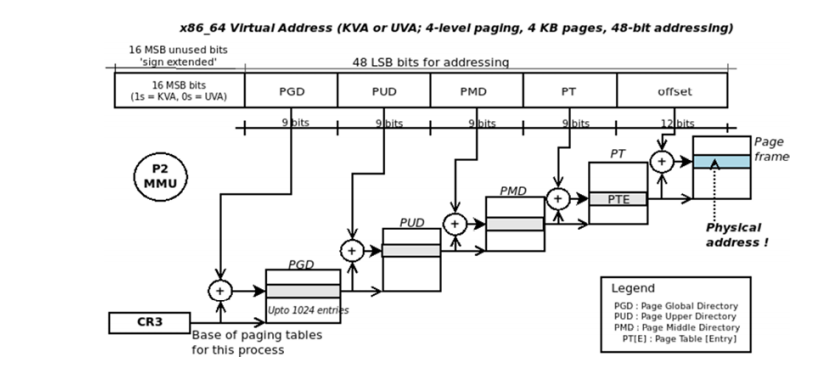 x86_64 Virtual Address (KVA or UVA; 4-level paging, 4 KB pages, 48-bit addressing)
16 MSB unused bits
'sign extended'
48 LSB bits for addressing
16 MSB bits
(1s = KVA, 0s = UVA)
PGD
PUD
PMD
PT
offset
9 bits
9 bits
9 bits
9 bits
12 bits
P2
MMU
Page
frame
PT
+
PTE
+
PMD
+
PUD
+
PGD
+
Upto 1024 entries
Physical
address !
CR3
Base of paging tables
for this process
Legend
PGD : Page Global Directory
PUD : Page Upper Directory
PMD : Page Middle Directory
PT[E] : Page Table [Entry]